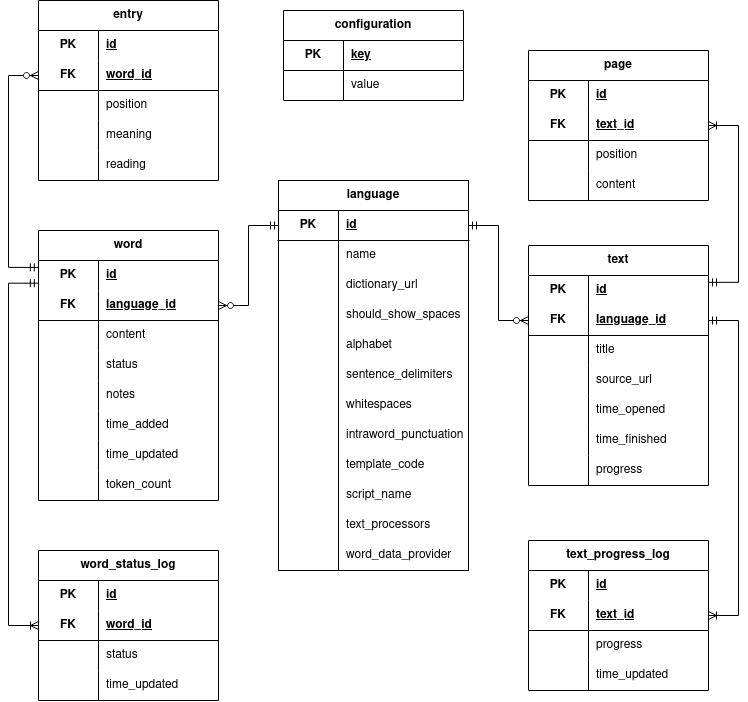 entry
PK id
FK word_id
position
meaning
reading
configuration
PK key
value
page
PK id
FK text_id
position
content
language
PK id
name
dictionary_url
should_show_spaces
alphabet
sentence_delimiters
whitespaces
intraword_punctuation
template_code
script_name
text_processors
word_data_provider
word
PK id
FK language_id
content
status
notes
time_added
time_updated
token_count
text
PK id
FK language_id
title
source_url
time_opened
time_finished
progress
word_status_log
PK id
FK word_id
status
time_updated
text_progress_log
PK id
FK text_id
progress
time_updated